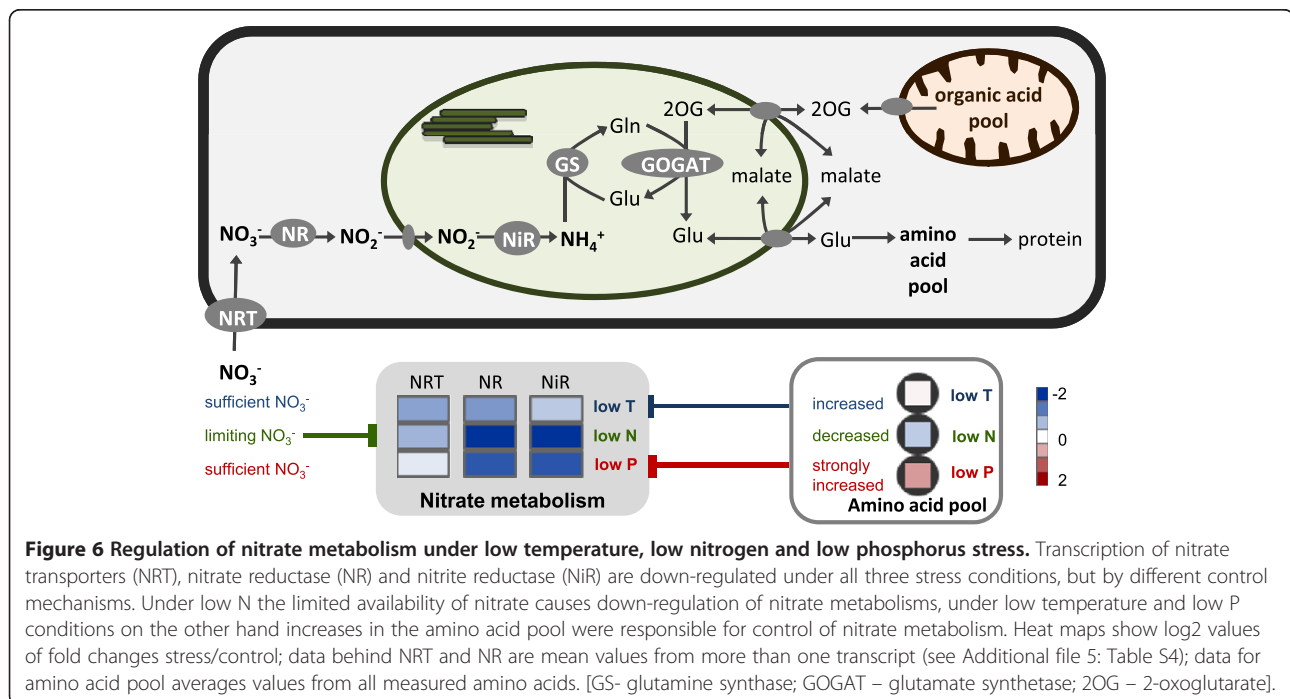 organic acid
pool
2OG
2OG
Gln
GS
GOGAT
malate
malate
Glu
NO₃⁻
NR
NO₂⁻
NO₂⁻
NiR
NH₄⁺
Glu
Glu
amino
acid
pool
protein
NRT
NO₃⁻
NRT
NR
NiR
sufficient NO₃⁻
low T
increased
low T
-2
limiting NO₃⁻
low N
decreased
low N
0
sufficient NO₃⁻
low P
strongly
increased
low P
2
Nitrate metabolism
Amino acid pool
Figure 6 Regulation of nitrate metabolism under low temperature, low nitrogen and low phosphorus stress. Transcription of nitrate
transporters (NRT), nitrate reductase (NR) and nitrite reductase (NiR) are down-regulated under all three stress conditions, but by different control
mechanisms. Under low N the limited availability of nitrate causes down-regulation of nitrate metabolisms, under low temperature and low P
conditions on the other hand increases in the amino acid pool were responsible for control of nitrate metabolism. Heat maps show log2 values
of fold changes stress/control; data behind NRT and NR are mean values from more than one transcript (see Additional file 5: Table S4); data for
amino acid pool averages values from all measured amino acids. [GS- glutamine synthase; GOGAT – glutamate synthetase; 2OG – 2-oxoglutarate].